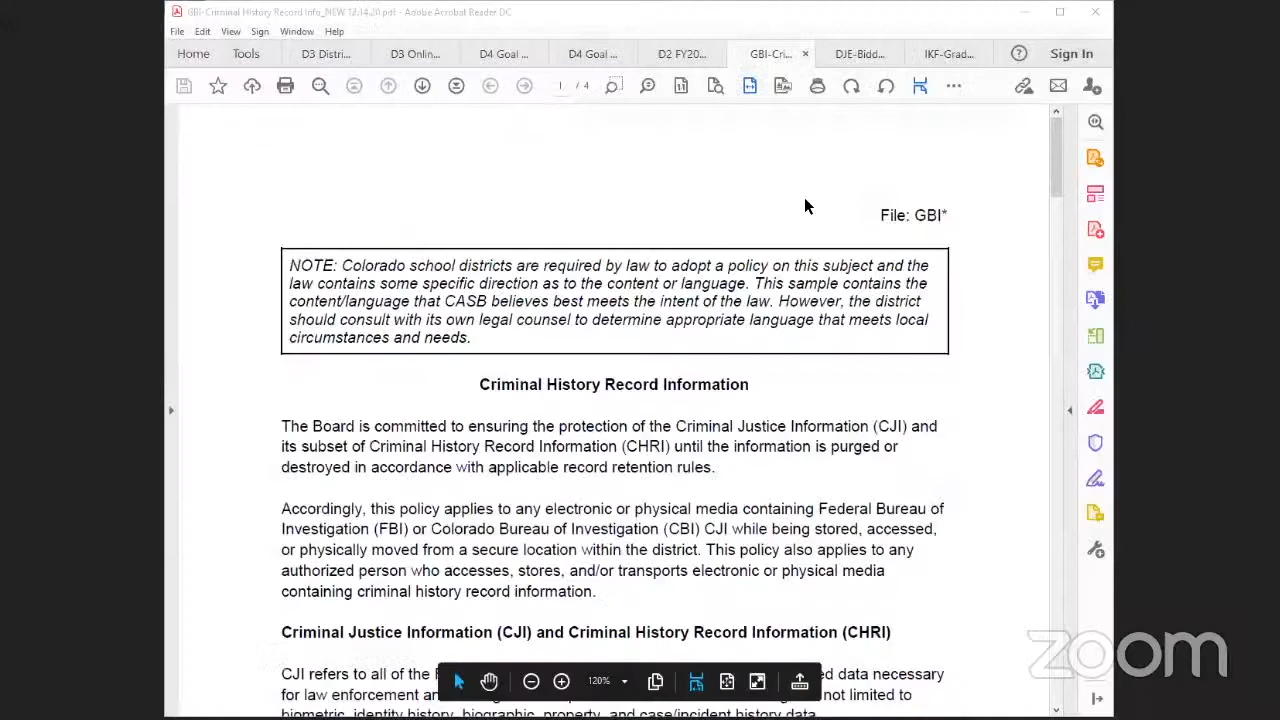 GBI-Criminal History Record Info_NEW 12.14.20.pdf - Adobe Acrobat Reader DC
File Edit View Sign Window Help
Home Tools D3 Distri... D3 Onlin... D4 Goal ... D4 Goal ... D2 FY20... GBI-Cri... × DJE-Bidd... IKF-Grad... Sign In
1 / 4
File: GBI*
NOTE: Colorado school districts are required by law to adopt a policy on this subject and the
law contains some specific direction as to the content or language. This sample contains the
content/language that CASB believes best meets the intent of the law. However, the district
should consult with its own legal counsel to determine appropriate language that meets local
circumstances and needs.
Criminal History Record Information
The Board is committed to ensuring the protection of the Criminal Justice Information (CJI) and
its subset of Criminal History Record Information (CHRI) until the information is purged or
destroyed in accordance with applicable record retention rules.
Accordingly, this policy applies to any electronic or physical media containing Federal Bureau of
Investigation (FBI) or Colorado Bureau of Investigation (CBI) CJI while being stored, accessed,
or physically moved from a secure location within the district. This policy also applies to any
authorized person who accesses, stores, and/or transports electronic or physical media
containing criminal history record information.
Criminal Justice Information (CJI) and Criminal History Record Information (CHRI)
CJI refers to all of the data necessary
for law enforcement not limited to
biometric, identity history, biographic, property, and case/incident history data.
120%
zoom